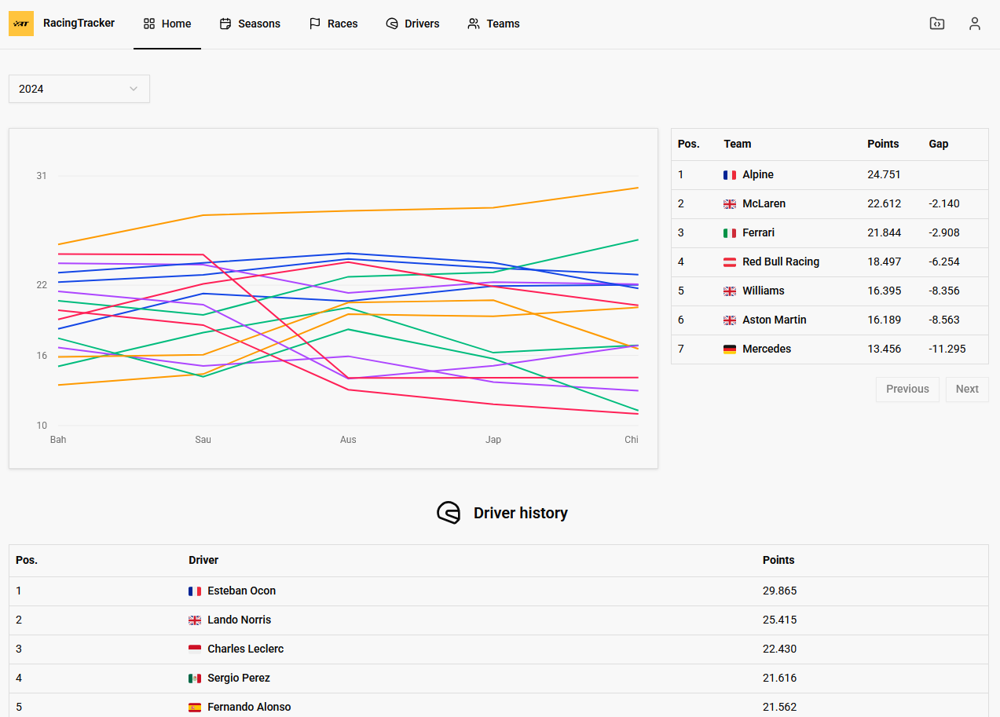 RacingTracker Home Seasons Races Drivers Teams
2024
31
22
16
10
Bah Sau Aus Jap Chi
Pos. Team Points Gap
1 Alpine 24.751
2 McLaren 22.612 -2.140
3 Ferrari 21.844 -2.908
4 Red Bull Racing 18.497 -6.254
5 Williams 16.395 -8.356
6 Aston Martin 16.189 -8.563
7 Mercedes 13.456 -11.295
Previous Next
Driver history
Pos. Driver Points
1 Esteban Ocon 29.865
2 Lando Norris 25.415
3 Charles Leclerc 22.430
4 Sergio Perez 21.616
5 Fernando Alonso 21.562